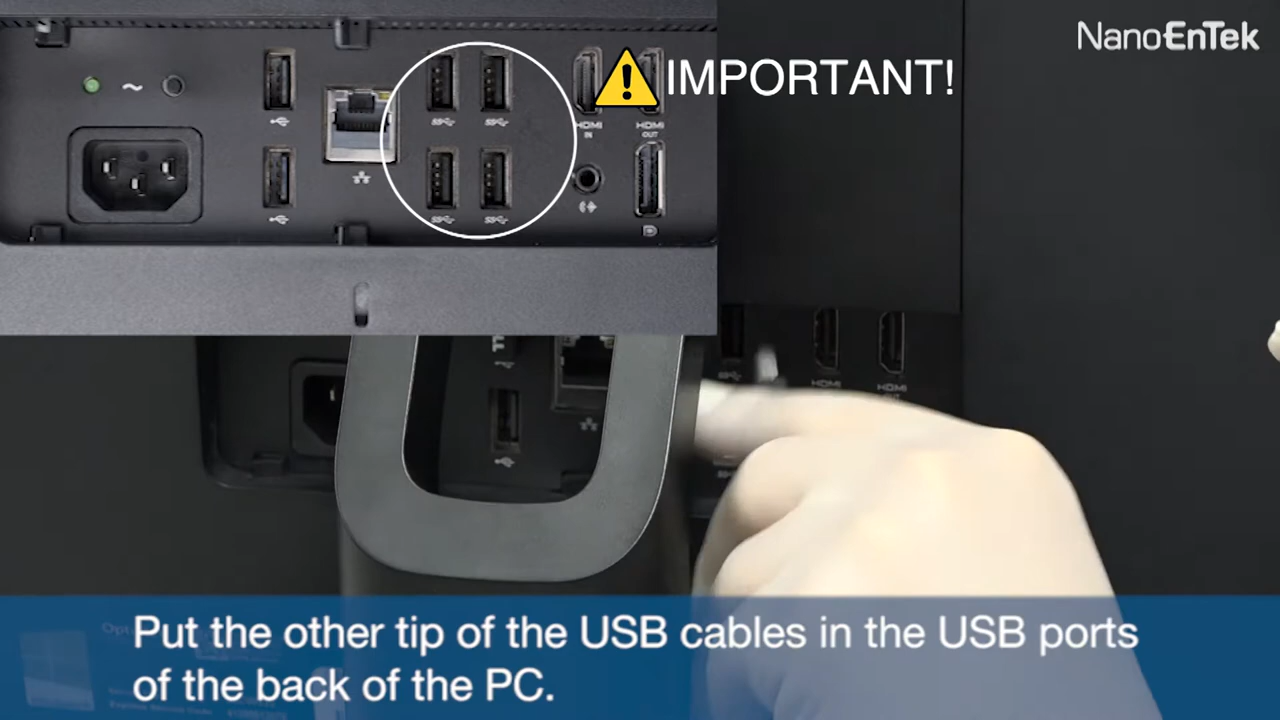 NanoEnTek
IMPORTANT!
HDMI
IN
HDMI
OUT
HDMI
HDMI
Put the other tip of the USB cables in the USB ports
of the back of the PC.